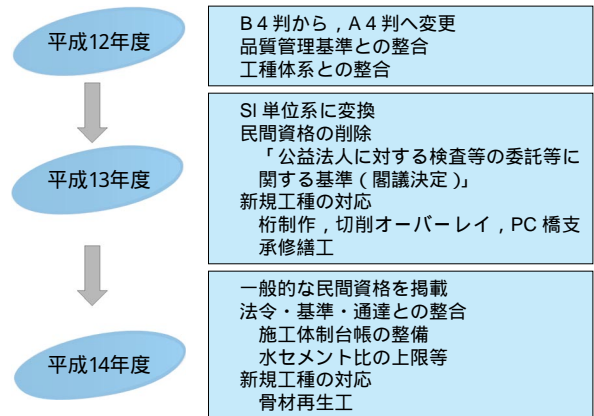 平成12年度
B4判から，A4判へ変更
品質管理基準との整合
工種体系との整合
平成13年度
SI 単位系に変換
民間資格の削除
「公益法人に対する検査等の委託等に
関する基準（閣議決定）」
新規工種の対応
桁制作，切削オーバーレイ，PC 橋支
承修繕工
平成14年度
一般的な民間資格を掲載
法令・基準・通達との整合
施工体制台帳の整備
水セメント比の上限等
新規工種の対応
骨材再生工